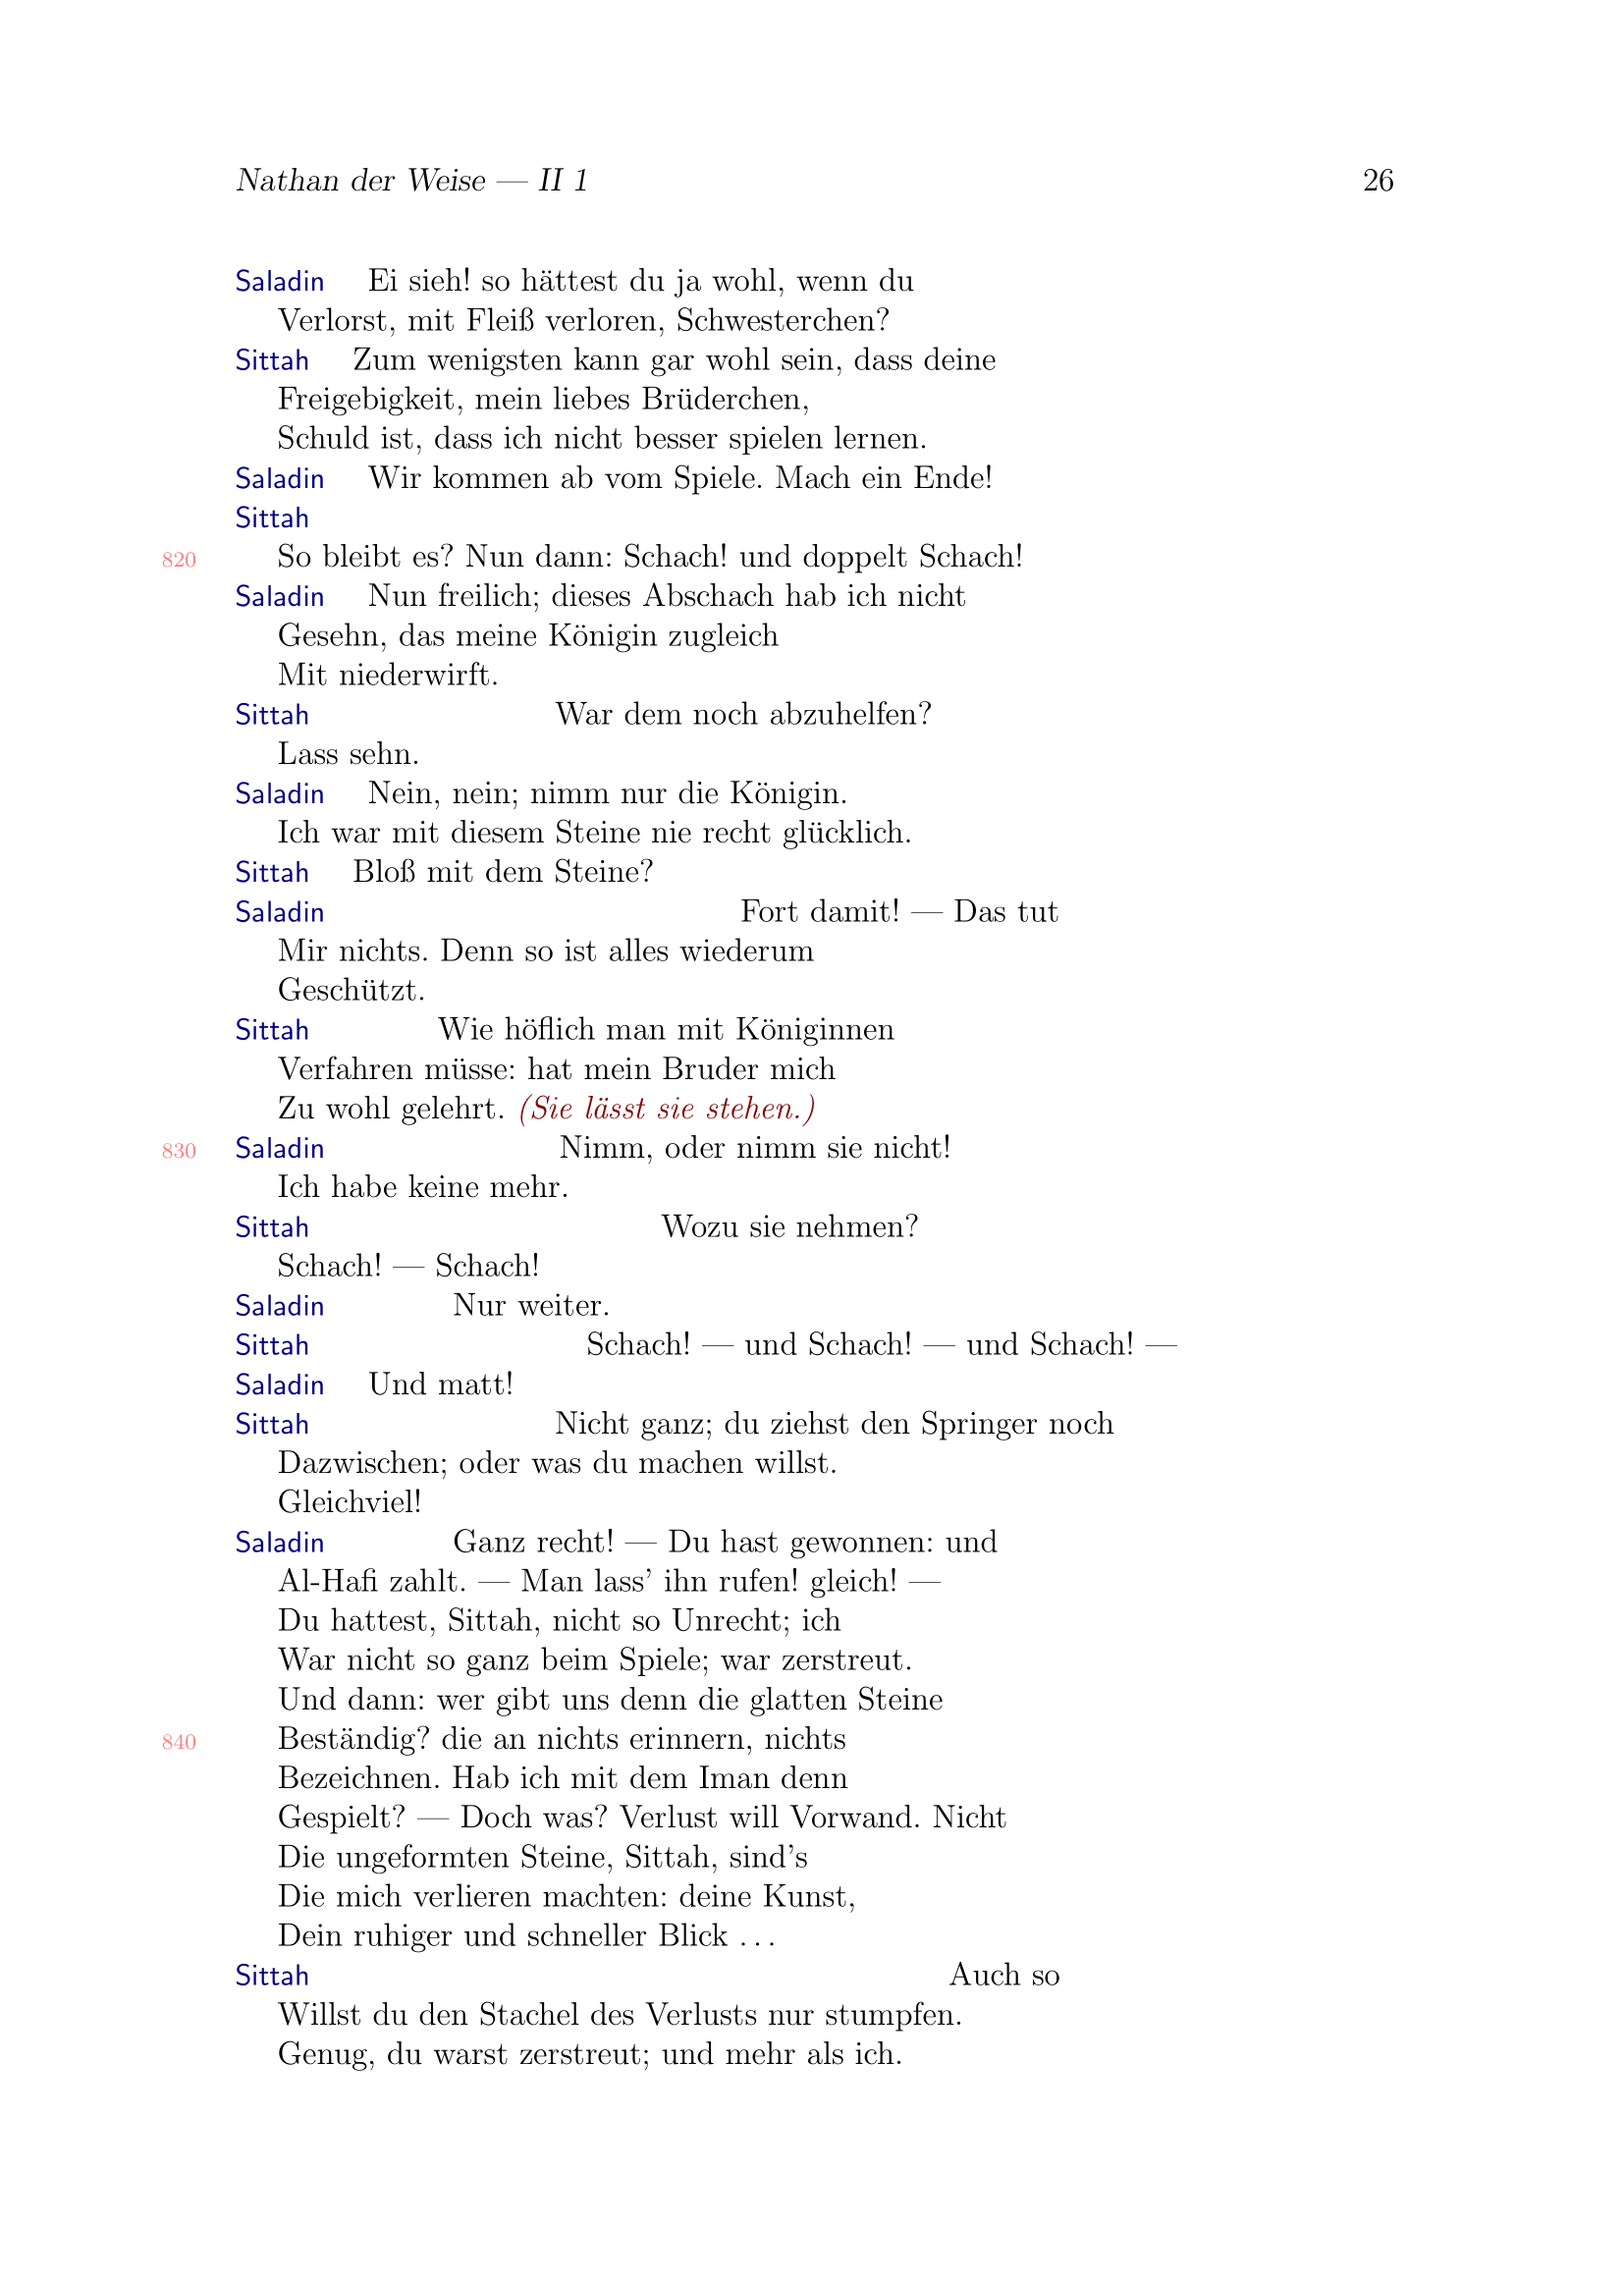 Nathan der Weise — II 1 26
Saladin Ei sieh! so hättest du ja wohl, wenn du
Verlorst, mit Fleiß verloren, Schwesterchen?
Sittah Zum wenigsten kann gar wohl sein, dass deine
Freigebigkeit, mein liebes Brüderchen,
Schuld ist, dass ich nicht besser spielen lernen.
Saladin Wir kommen ab vom Spiele. Mach ein Ende!
Sittah
820 So bleibt es? Nun dann: Schach! und doppelt Schach!
Saladin Nun freilich; dieses Abschach hab ich nicht
Gesehn, das meine Königin zugleich
Mit niederwirft.
Sittah War dem noch abzuhelfen?
Lass sehn.
Saladin Nein, nein; nimm nur die Königin.
Ich war mit diesem Steine nie recht glücklich.
Sittah Bloß mit dem Steine?
Saladin Fort damit! — Das tut
Mir nichts. Denn so ist alles wiederum
Geschützt.
Sittah Wie höflich man mit Königinnen
Verfahren müsse: hat mein Bruder mich
Zu wohl gelehrt. (Sie lässt sie stehen.)
830 Saladin Nimm, oder nimm sie nicht!
Ich habe keine mehr.
Sittah Wozu sie nehmen?
Schach! — Schach!
Saladin Nur weiter.
Sittah Schach! — und Schach! — und Schach! —
Saladin Und matt!
Sittah Nicht ganz; du ziehst den Springer noch
Dazwischen; oder was du machen willst.
Gleichviel!
Saladin Ganz recht! — Du hast gewonnen: und
Al-Hafi zahlt. — Man lass' ihn rufen! gleich! —
Du hattest, Sittah, nicht so Unrecht; ich
War nicht so ganz beim Spiele; war zerstreut.
Und dann: wer gibt uns denn die glatten Steine
840 Beständig? die an nichts erinnern, nichts
Bezeichnen. Hab ich mit dem Iman denn
Gespielt? — Doch was? Verlust will Vorwand. Nicht
Die ungeformten Steine, Sittah, sind's
Die mich verlieren machten: deine Kunst,
Dein ruhiger und schneller Blick ...
Sittah Auch so
Willst du den Stachel des Verlusts nur stumpfen.
Genug, du warst zerstreut; und mehr als ich.